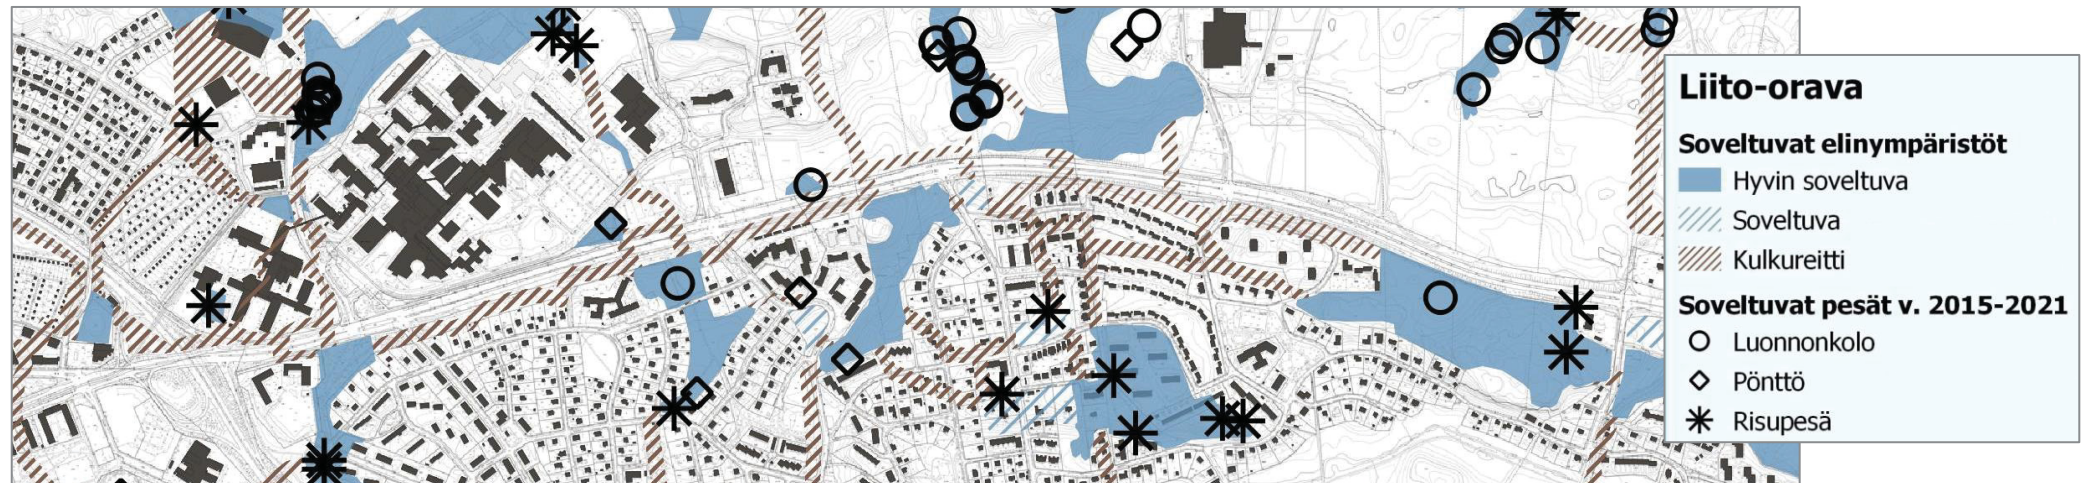 Liito-orava
Soveltuvat elinympäristöt
Hyvin soveltuva
Soveltuva
Kulkureitti
Soveltuvat pesät v. 2015-2021
Luonnonkolo
Pönttö
Risupesä